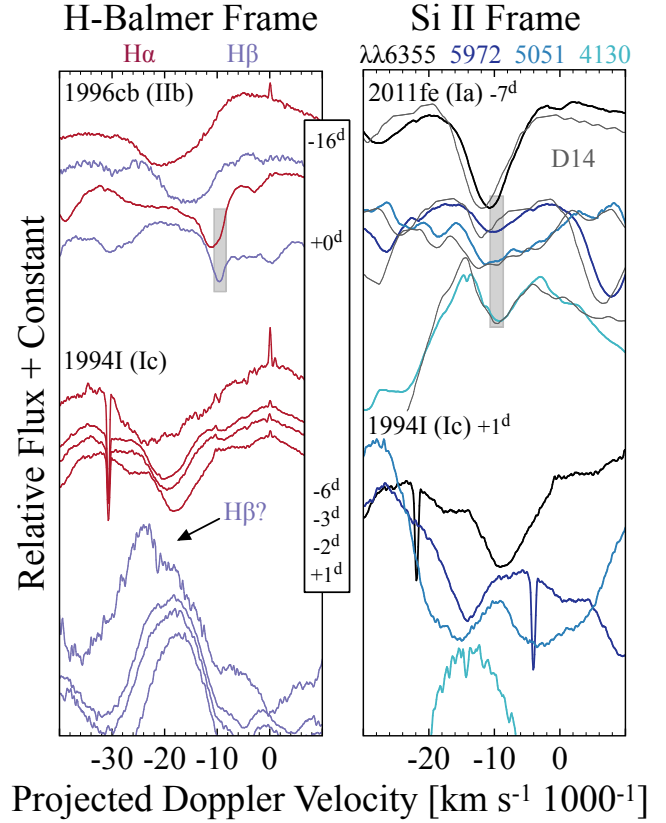 H-Balmer Frame
Si II Frame
Hα Hβ
λλ6355 5972 5051 4130
1996cb (IIb)
-16ᵈ
+0ᵈ
2011fe (Ia) -7ᵈ
D14
1994I (Ic)
-6ᵈ
-3ᵈ
-2ᵈ
+1ᵈ
Hβ?
1994I (Ic) +1ᵈ
Relative Flux + Constant
-30 -20 -10 0
-20 -10 0
Projected Doppler Velocity [km s⁻¹ 1000⁻¹]